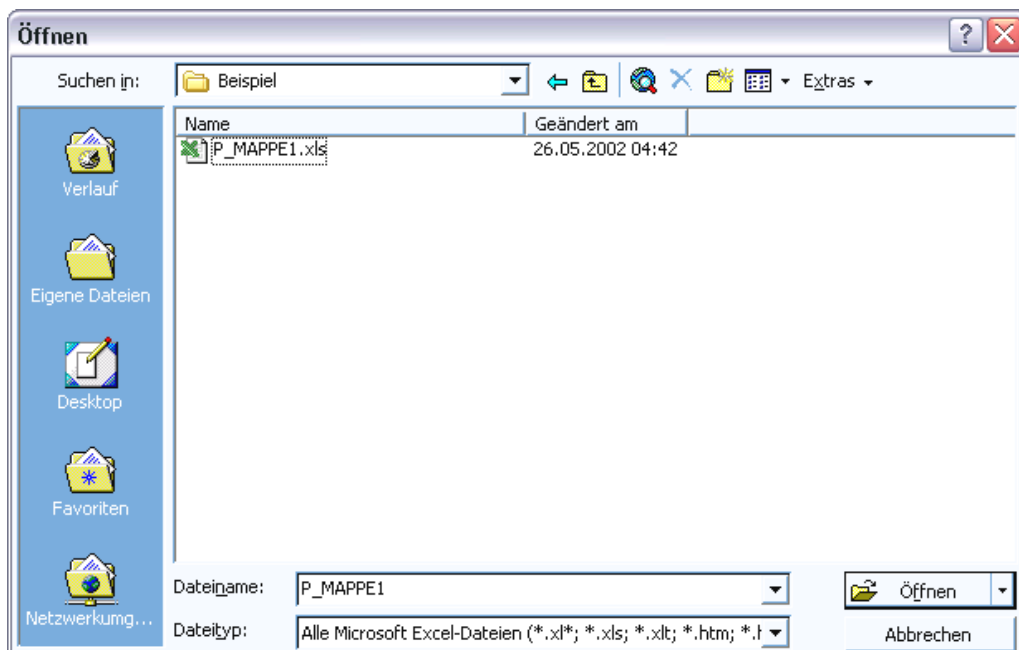 Öffnen
Suchen in: Beispiel Extras
Name Geändert am
P_MAPPE1.xls 26.05.2002 04:42
Verlauf
Eigene Dateien
Desktop
Favoriten
Netzwerkumg...
Dateiname: P_MAPPE1 Öffnen
Dateityp: Alle Microsoft Excel-Dateien (*.xl*; *.xls; *.xlt; *.htm; *. Abbrechen